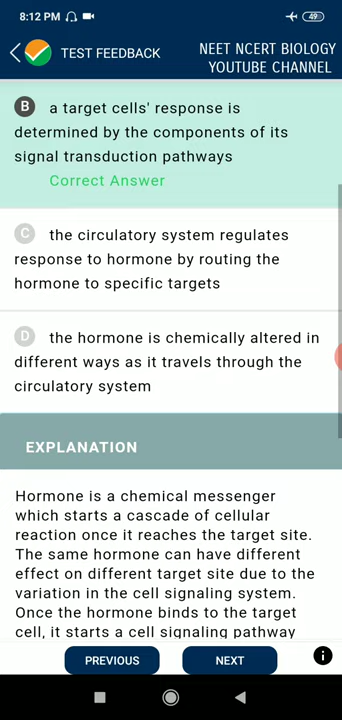 8:12 PM
49
TEST FEEDBACK
NEET NCERT BIOLOGY
YOUTUBE CHANNEL
B a target cells' response is
determined by the components of its
signal transduction pathways
Correct Answer
C the circulatory system regulates
response to hormone by routing the
hormone to specific targets
D the hormone is chemically altered in
different ways as it travels through the
circulatory system
EXPLANATION
Hormone is a chemical messenger
which starts a cascade of cellular
reaction once it reaches the target site.
The same hormone can have different
effect on different target site due to the
variation in the cell signaling system.
Once the hormone binds to the target
cell, it starts a cell signaling pathway
PREVIOUS
NEXT
i